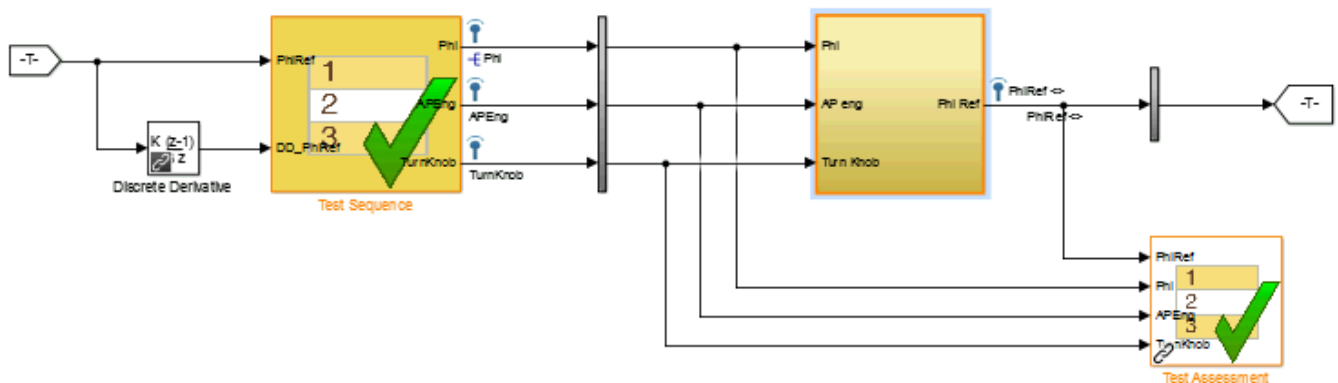 -T-
PhiRef
DD_PhiRef
1
2
3
Phi
APEng
TurnKnob
Test Sequence
K (z-1)
z
Discrete Derivative
Phi
APEng
TurnKnob
Phi
AP eng
Turn Knob
Phi Ref
PhiRef <>
PhiRef <>
-T-
PhiRef
Phi
APEng
TurnKnob
1
2
3
Test Assessment